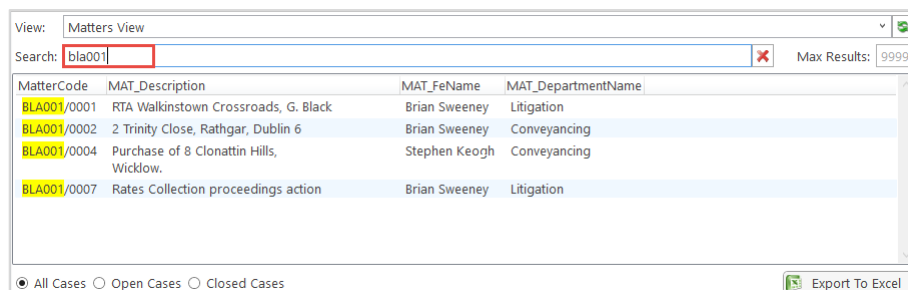 View: Matters View
Search: bla001 Max Results: 9999
MatterCode MAT_Description MAT_FeName MAT_DepartmentName
BLA001/0001 RTA Walkinstown Crossroads, G. Black Brian Sweeney Litigation
BLA001/0002 2 Trinity Close, Rathgar, Dublin 6 Brian Sweeney Conveyancing
BLA001/0004 Purchase of 8 Clonattin Hills, Stephen Keogh Conveyancing
Wicklow.
BLA001/0007 Rates Collection proceedings action Brian Sweeney Litigation
All Cases Open Cases Closed Cases Export To Excel